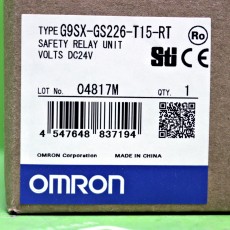 TYPE G9SX-GS226-T15-RT
SAFETY RELAY UNIT
VOLTS DC24V
Ro
LOT No. 04817M QTY. 1
4 547648 837194
OMRON Corporation MADE IN CHINA
OMRON